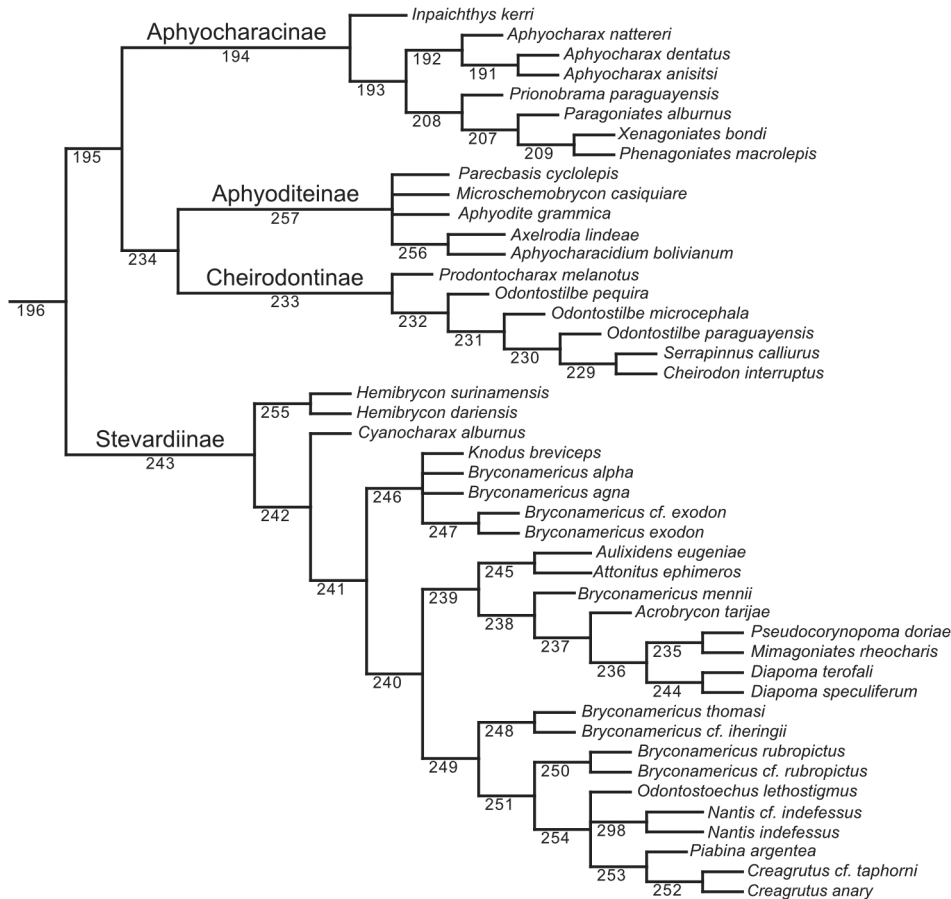 Inpaichthys kerri
Aphyocharacinae
Aphyocharax nattereri
194
192
Aphyocharax dentatus
191
Aphyocharax anisitsi
193
Prionobrama paraguayensis
208
Paragoniates alburnus
207
Xenagoniates bondi
209
Phenagoniates macrolepis
195
Parecbasis cyclolepis
Aphyoditeinae
Microschemobrycon casiquiare
257
Aphyodite grammica
Axelrodia lindeae
256
Aphyocharacidium bolivianum
234
Cheirodontinae
Prodontocharax melanotus
233
Odontostilbe pequira
196
232
Odontostilbe microcephala
231
Odontostilbe paraguayensis
230
Serrapinnus calliurus
229
Cheirodon interruptus
Hemibrycon surinamensis
255
Hemibrycon dariensis
Stevardiinae
Cyanocharax alburnus
243
Knodus breviceps
Bryconamericus alpha
246
Bryconamericus agna
242
Bryconamericus cf. exodon
247
Bryconamericus exodon
Aulixidens eugeniae
245
Attonitus ephimeros
241
239
Bryconamericus mennii
238
Acrobrycon tarijae
237
Pseudocorynopoma doriae
235
Mimagoniates rheocharis
236
Diapoma terofali
240
244
Diapoma speculiferum
Bryconamericus thomasi
248
Bryconamericus cf. iheringii
249
Bryconamericus rubropictus
250
Bryconamericus cf. rubropictus
251
Odontostoechus lethostigmus
Nantis cf. indefessus
254
298
Nantis indefessus
Piabina argentea
253
Creagrutus cf. taphorni
252
Creagrutus anary